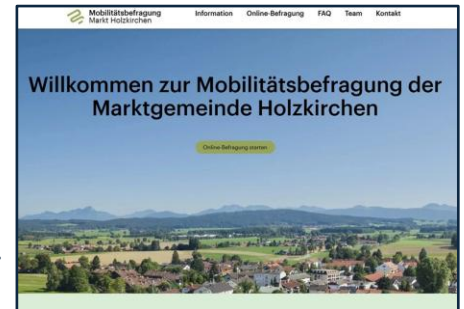 Mobilitätsbefragung
Markt Holzkirchen
Information Online-Befragung FAQ Team Kontakt
Willkommen zur Mobilitätsbefragung der
Marktgemeinde Holzkirchen
Online-Befragung starten